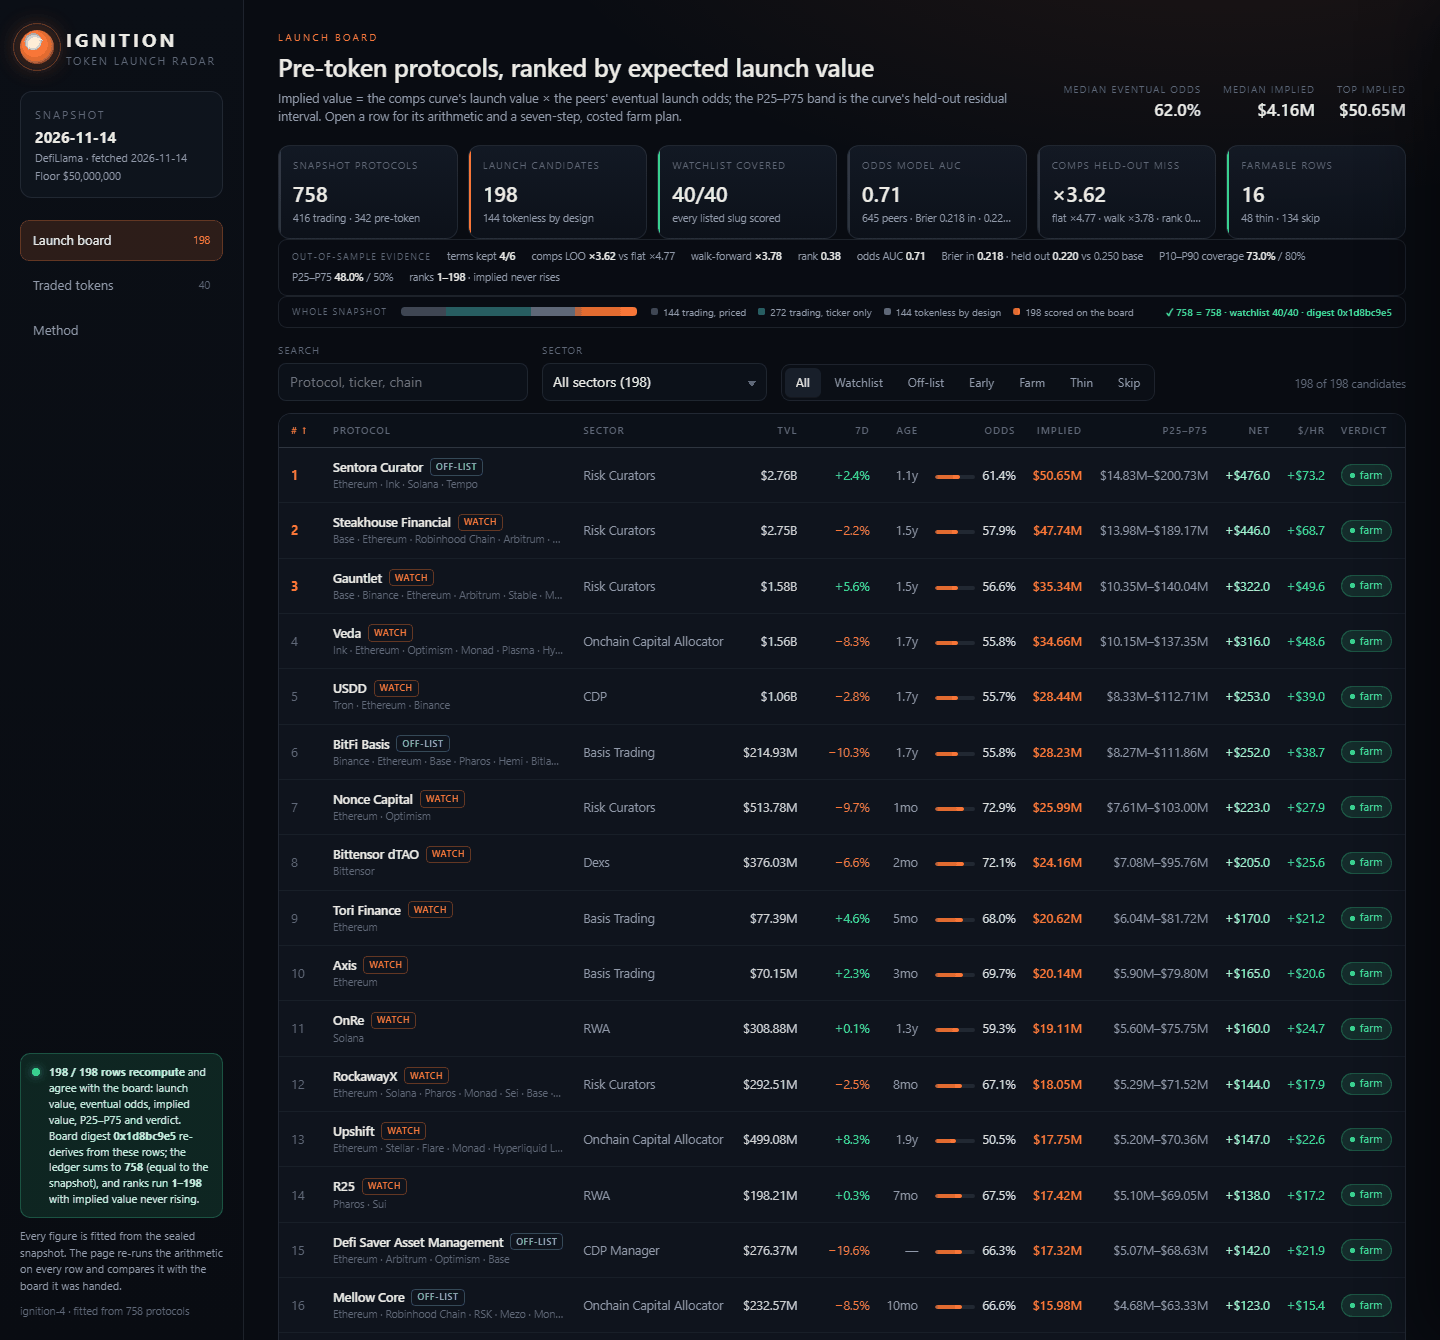 IGNITION
TOKEN LAUNCH RADAR
SNAPSHOT
2026-11-14
DefiLlama · fetched 2026-11-14
Floor $50,000,000
Launch board 198
Traded tokens 40
Method
198 / 198 rows recompute and
agree with the board: launch
value, eventual odds, implied
value, P25–P75 and verdict.
Board digest 0x1d8bc9e5 re-
derives from these rows; the
ledger sums to 758 (equal to the
snapshot), and ranks run 1–198
with implied value never rising.
Every figure is fitted from the sealed
snapshot. The page re-runs the arithmetic
on every row and compares it with the
board it was handed.
ignition-4 · fitted from 758 protocols
LAUNCH BOARD
Pre-token protocols, ranked by expected launch value
Implied value = the comps curve's launch value × the peers' eventual launch odds; the P25–P75 band is the curve's held-out residual
interval. Open a row for its arithmetic and a seven-step, costed farm plan.
MEDIAN EVENTUAL ODDS MEDIAN IMPLIED TOP IMPLIED
62.0% $4.16M $50.65M
SNAPSHOT PROTOCOLS
758
416 trading · 342 pre-token
LAUNCH CANDIDATES
198
144 tokenless by design
WATCHLIST COVERED
40/40
every listed slug scored
ODDS MODEL AUC
0.71
645 peers · Brier 0.218 in · 0.22...
COMPS HELD-OUT MISS
×3.62
flat ×4.77 · walk ×3.78 · rank 0....
FARMABLE ROWS
16
48 thin · 134 skip
OUT-OF-SAMPLE EVIDENCE terms kept 4/6 comps LOO ×3.62 vs flat ×4.77 walk-forward ×3.78 rank 0.38 odds AUC 0.71 Brier in 0.218 · held out 0.220 vs 0.250 base P10–P90 coverage 73.0% / 80%
P25–P75 48.0% / 50% ranks 1–198 · implied never rises
WHOLE SNAPSHOT 144 trading, priced 272 trading, ticker only 144 tokenless by design 198 scored on the board ✓ 758 = 758 · watchlist 40/40 · digest 0x1d8bc9e5
SEARCH SECTOR
Protocol, ticker, chain All sectors (198) All Watchlist Off-list Early Farm Thin Skip 198 of 198 candidates
# ↑ PROTOCOL SECTOR TVL 7D AGE ODDS IMPLIED P25–P75 NET $/HR VERDICT
1 Sentora Curator OFF-LIST Risk Curators $2.76B +2.4% 1.1y 61.4% $50.65M $14.83M–$200.73M +$476.0 +$73.2 farm
Ethereum · Ink · Solana · Tempo
2 Steakhouse Financial WATCH Risk Curators $2.75B −2.2% 1.5y 57.9% $47.74M $13.98M–$189.17M +$446.0 +$68.7 farm
Base · Ethereum · Robinhood Chain · Arbitrum · ...
3 Gauntlet WATCH Risk Curators $1.58B +5.6% 1.5y 56.6% $35.34M $10.35M–$140.04M +$322.0 +$49.6 farm
Base · Binance · Ethereum · Arbitrum · Stable · M...
4 Veda WATCH Onchain Capital Allocator $1.56B −8.3% 1.7y 55.8% $34.66M $10.15M–$137.35M +$316.0 +$48.6 farm
Ink · Ethereum · Optimism · Monad · Plasma · Hy...
5 USDD WATCH CDP $1.06B −2.8% 1.7y 55.7% $28.44M $8.33M–$112.71M +$253.0 +$39.0 farm
Tron · Ethereum · Binance
6 BitFi Basis OFF-LIST Basis Trading $214.93M −10.3% 1.7y 55.8% $28.23M $8.27M–$111.86M +$252.0 +$38.7 farm
Binance · Ethereum · Base · Pharos · Hemi · Bitla...
7 Nonce Capital WATCH Risk Curators $513.78M −9.7% 1mo 72.9% $25.99M $7.61M–$103.00M +$223.0 +$27.9 farm
Ethereum · Optimism
8 Bittensor dTAO WATCH Dexs $376.03M −6.6% 2mo 72.1% $24.16M $7.08M–$95.76M +$205.0 +$25.6 farm
Bittensor
9 Tori Finance WATCH Basis Trading $77.39M +4.6% 5mo 68.0% $20.62M $6.04M–$81.72M +$170.0 +$21.2 farm
Ethereum
10 Axis WATCH Basis Trading $70.15M +2.3% 3mo 69.7% $20.14M $5.90M–$79.80M +$165.0 +$20.6 farm
Ethereum
11 OnRe WATCH RWA $308.88M +0.1% 1.3y 59.3% $19.11M $5.60M–$75.75M +$160.0 +$24.7 farm
Solana
12 RockawayX WATCH Risk Curators $292.51M −2.5% 8mo 67.1% $18.05M $5.29M–$71.52M +$144.0 +$17.9 farm
Ethereum · Solana · Pharos · Monad · Sei · Base ·...
13 Upshift WATCH Onchain Capital Allocator $499.08M +8.3% 1.9y 50.5% $17.75M $5.20M–$70.36M +$147.0 +$22.6 farm
Ethereum · Stellar · Flare · Monad · Hyperliquid L...
14 R25 WATCH RWA $198.21M +0.3% 7mo 67.5% $17.42M $5.10M–$69.05M +$138.0 +$17.2 farm
Pharos · Sui
15 Defi Saver Asset Management OFF-LIST CDP Manager $276.37M −19.6% — 66.3% $17.32M $5.07M–$68.63M +$142.0 +$21.9 farm
Ethereum · Arbitrum · Optimism · Base
16 Mellow Core OFF-LIST Onchain Capital Allocator $232.57M −8.5% 10mo 66.6% $15.98M $4.68M–$63.33M +$123.0 +$15.4 farm
Ethereum · Robinhood Chain · RSK · Mezo · Mon...